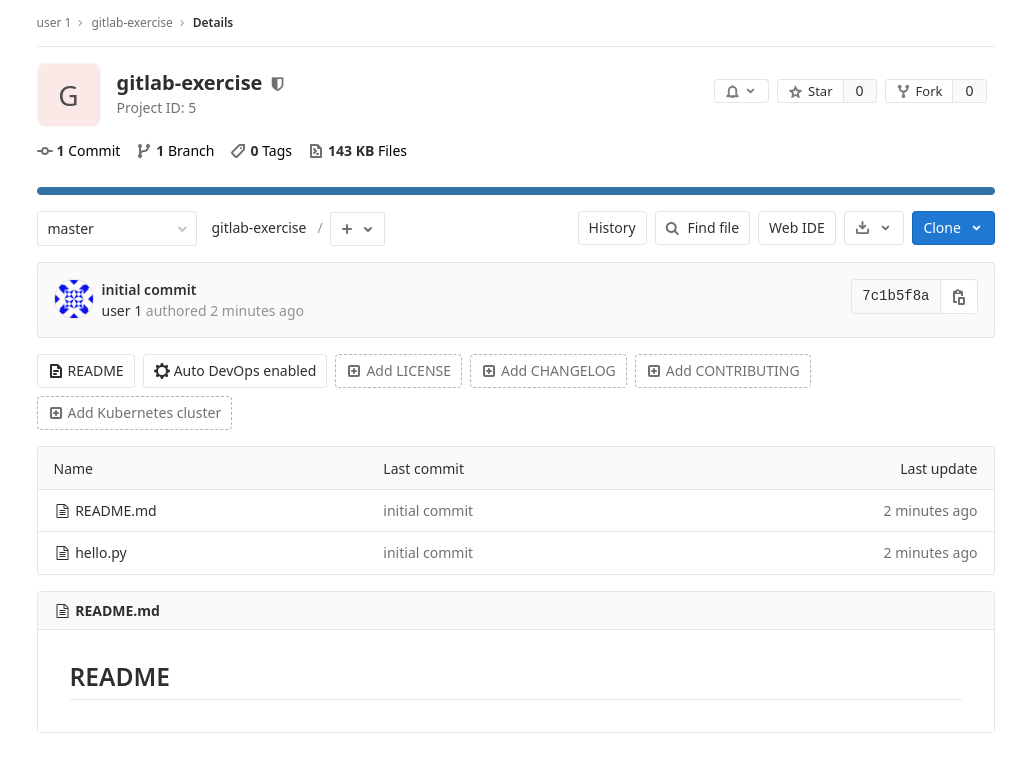 user 1 > gitlab-exercise > Details
G
gitlab-exercise
Project ID: 5
Star 0 Fork 0
1 Commit 1 Branch 0 Tags 143 KB Files
master gitlab-exercise / + History Find file Web IDE Clone
initial commit
user 1 authored 2 minutes ago
7c1b5f8a
README Auto DevOps enabled Add LICENSE Add CHANGELOG Add CONTRIBUTING
Add Kubernetes cluster
Name Last commit Last update
README.md initial commit 2 minutes ago
hello.py initial commit 2 minutes ago
README.md
README